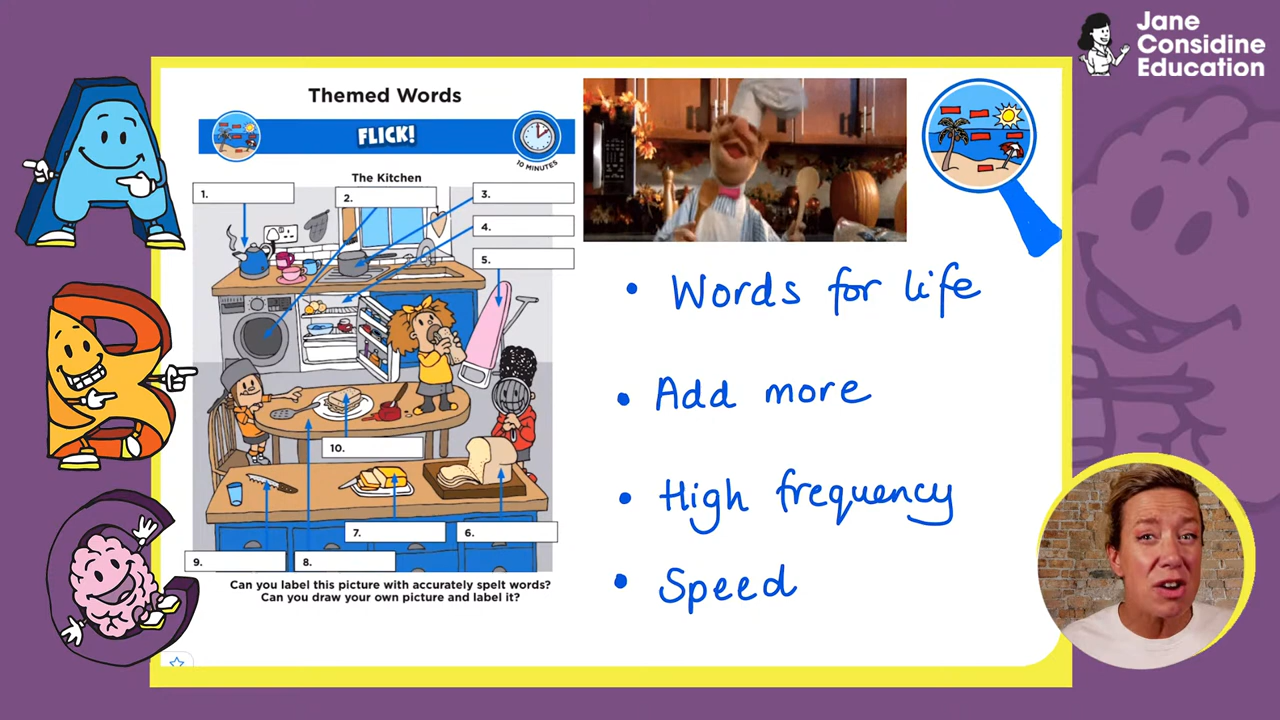 Jane
Considine
Education
Themed Words
FLICK!
10 MINUTES
The Kitchen
1.
2.
3.
4.
5.
10.
7.
6.
9.
8.
Can you label this picture with accurately spelt words?
Can you draw your own picture and label it?
• Words for life
• Add more
• High frequency
• Speed